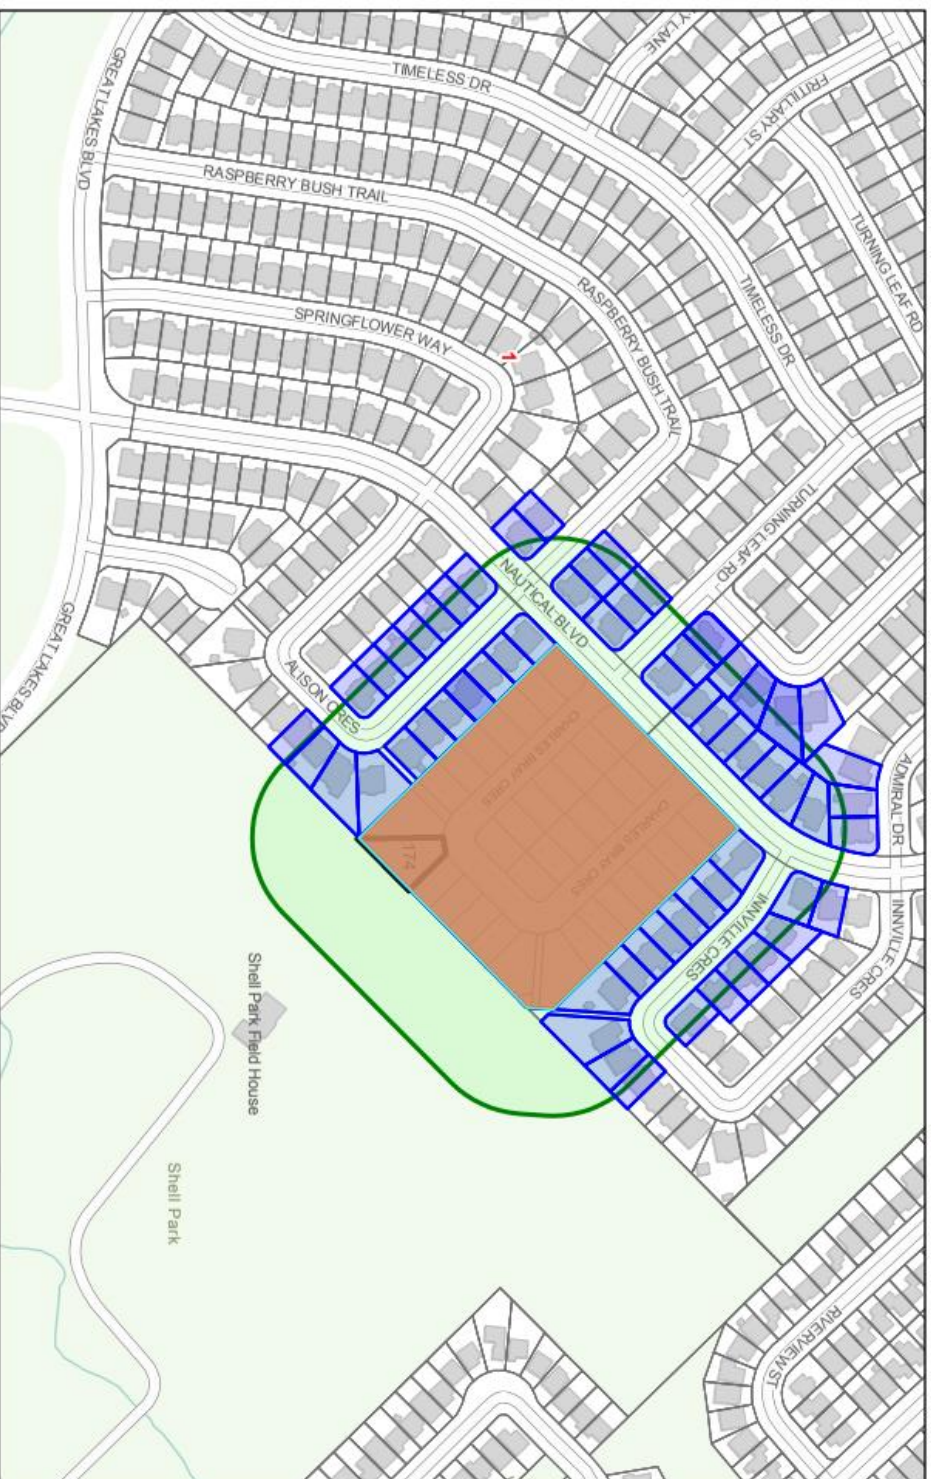 Y LANE
TIMELESS DR
FRITILLARY ST
GREAT LAKES BLVD
RASPBERRY BUSH TRAIL
TURNING LEAF RD
RASPBERRY BUSH TRAIL
TIMELESS DR
SPRINGFLOWER WAY
1
TURNING LEAF RD
NAUTICAL BLVD
GREAT LAKES BLVD
ALISON CRES
CHARLES BRAY CRES
ADMIRAL DR
CHARLES BRAY CRES
174
INNVILLE CRES
INNVILLE CRES
CRES
Shell Park Field House
Shell Park
RIVERVIEW ST